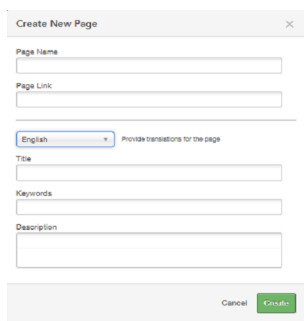 Create New Page
Page Name
Page Link
English
Provide translations for the page
Title
Keywords
Description
Cancel
Create